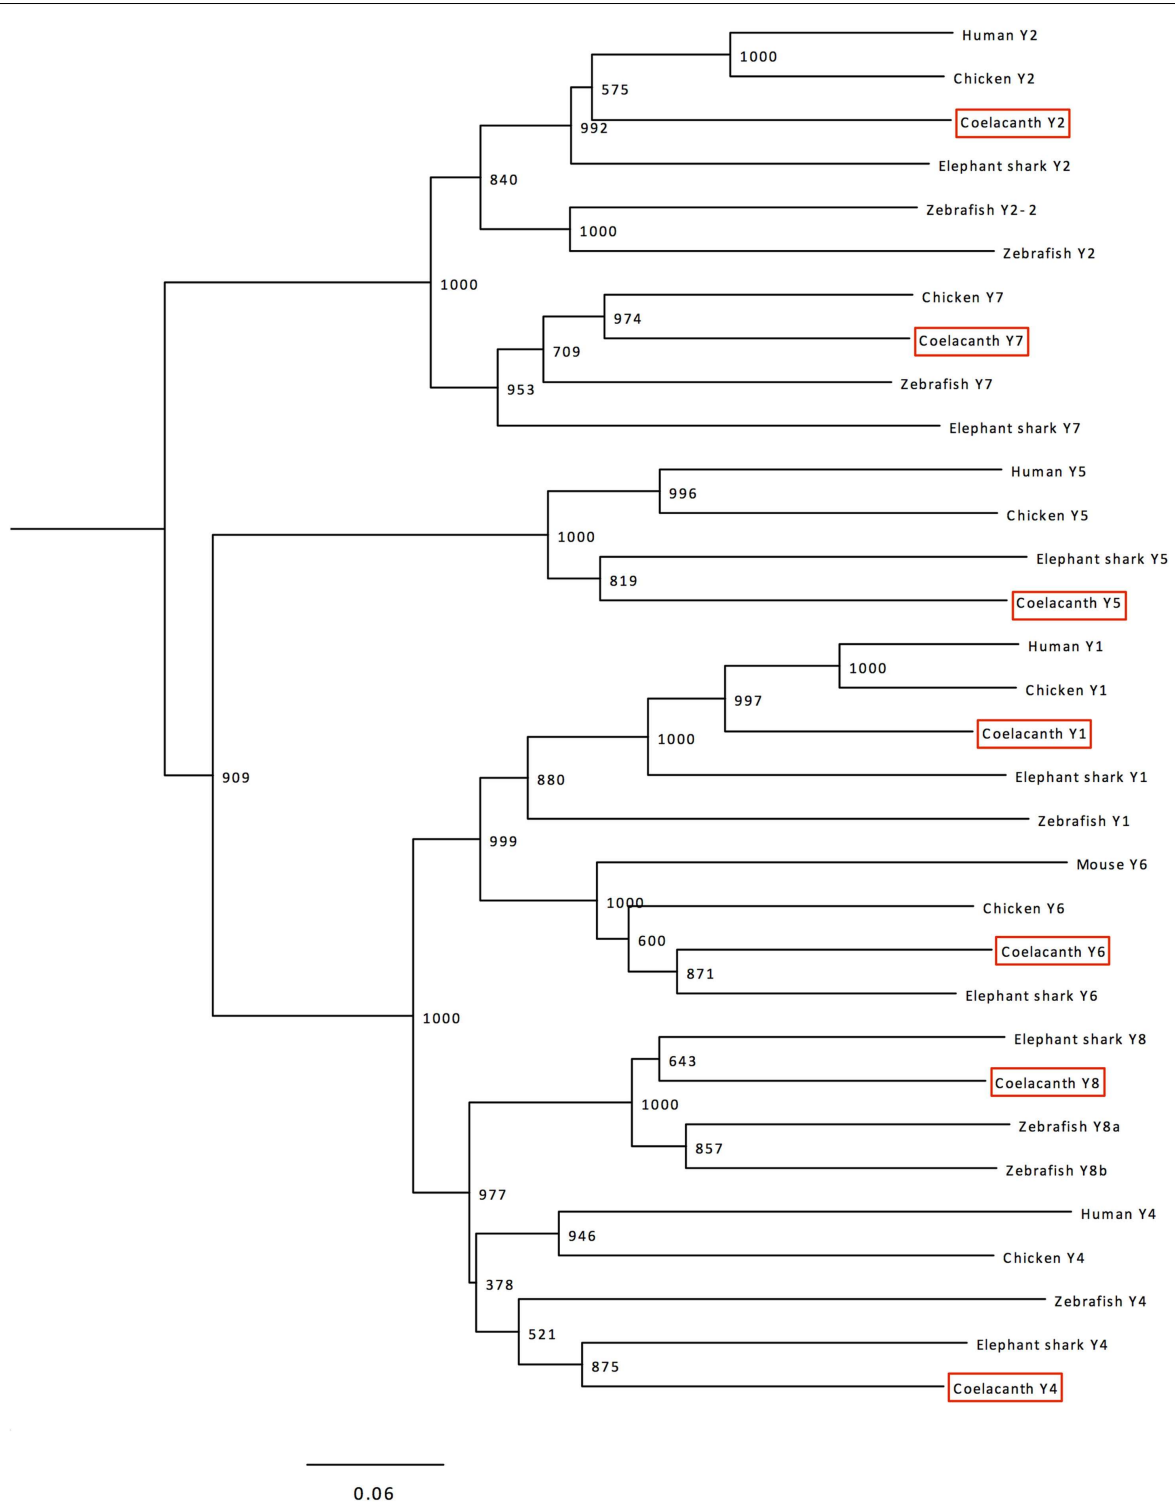 Human Y2
1000
Chicken Y2
575
Coelacanth Y2
992
Elephant shark Y2
840
Zebrafish Y2-2
1000
Zebrafish Y2
1000
Chicken Y7
974
Coelacanth Y7
709
Zebrafish Y7
953
Elephant shark Y7
Human Y5
996
Chicken Y5
1000
Elephant shark Y5
819
Coelacanth Y5
Human Y1
1000
Chicken Y1
997
Coelacanth Y1
1000
Elephant shark Y1
909
880
Zebrafish Y1
999
Mouse Y6
1000
Chicken Y6
600
Coelacanth Y6
871
Elephant shark Y6
1000
Elephant shark Y8
643
Coelacanth Y8
1000
Zebrafish Y8a
857
Zebrafish Y8b
977
Human Y4
946
Chicken Y4
378
Zebrafish Y4
521
Elephant shark Y4
875
Coelacanth Y4
0.06